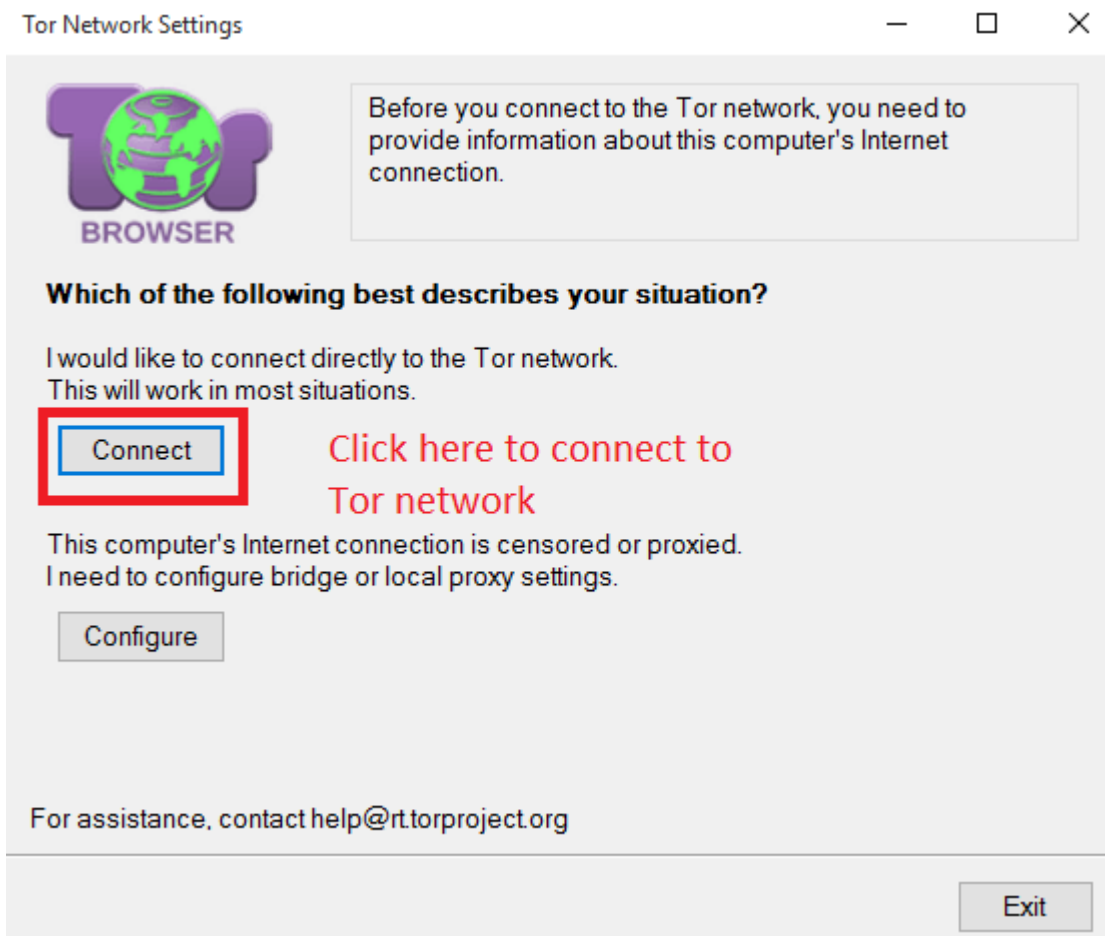 Tor Network Settings
Tor
BROWSER
Before you connect to the Tor network, you need to
provide information about this computer's Internet
connection.
Which of the following best describes your situation?
I would like to connect directly to the Tor network.
This will work in most situations.
Connect
Click here to connect to
Tor network
This computer's Internet connection is censored or proxied.
I need to configure bridge or local proxy settings.
Configure
For assistance, contact help@rt.torproject.org
Exit